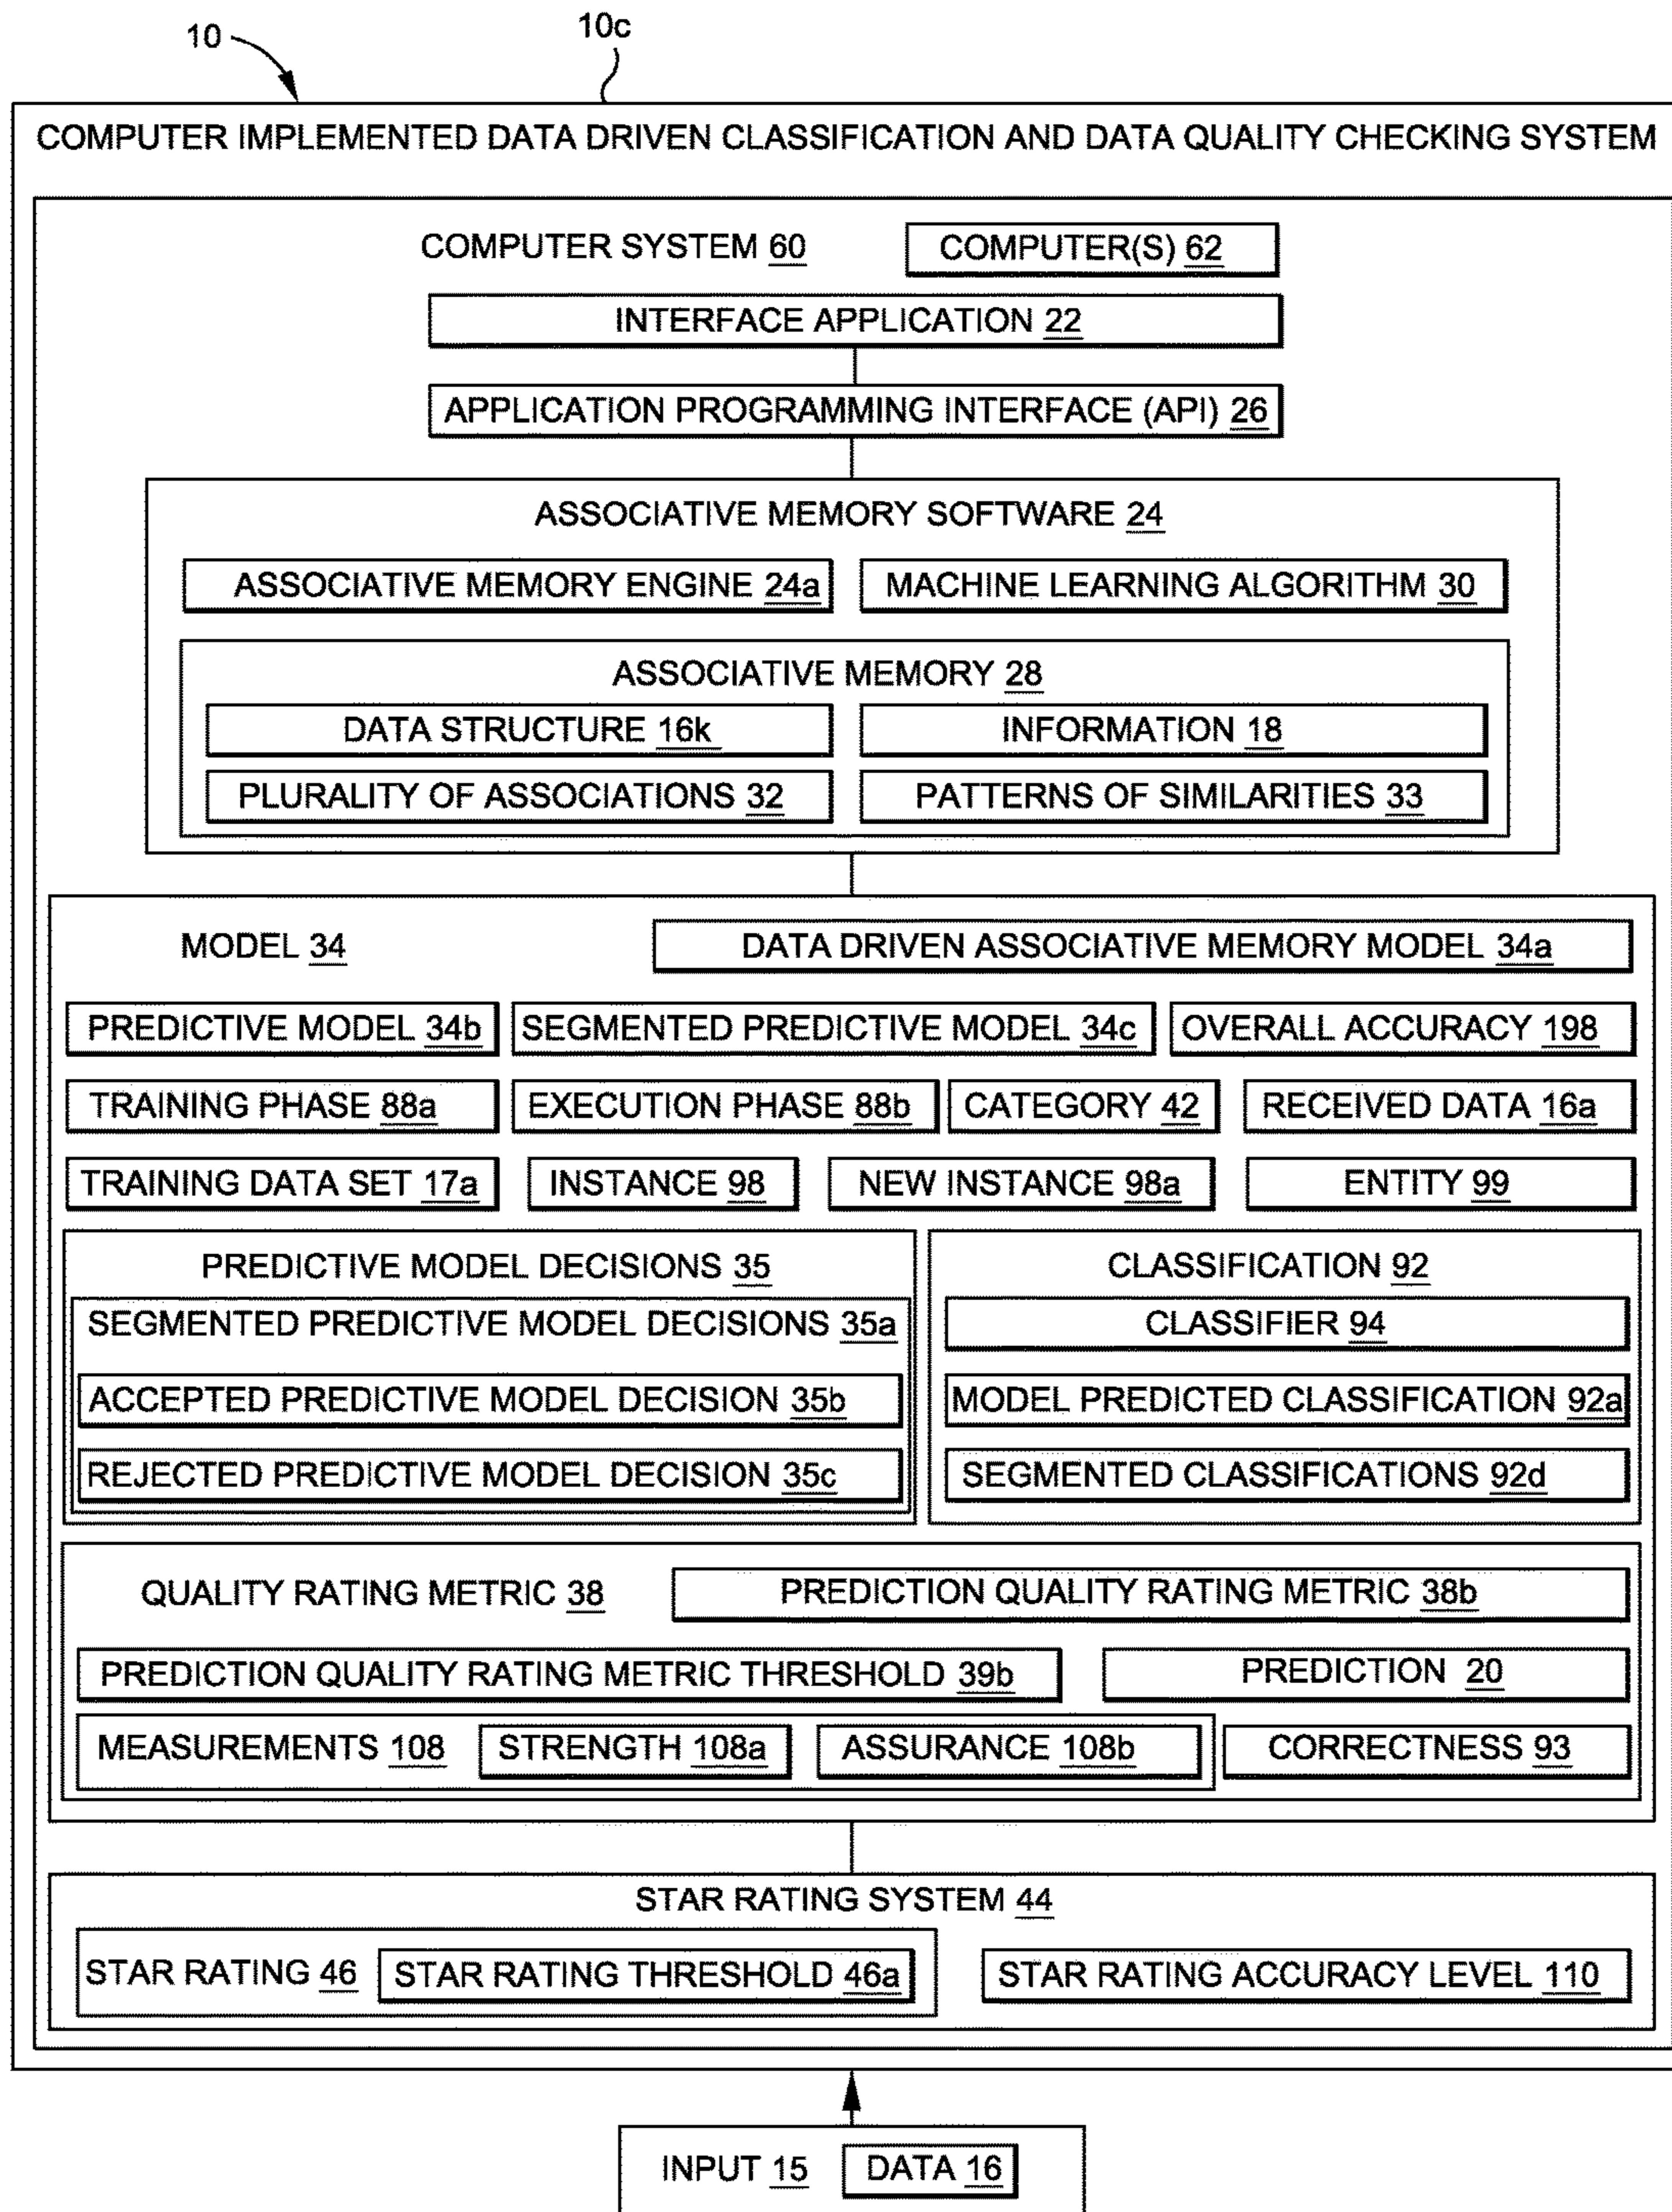 10
10c
COMPUTER IMPLEMENTED DATA DRIVEN CLASSIFICATION AND DATA QUALITY CHECKING SYSTEM
COMPUTER SYSTEM 60
COMPUTER(S) 62
INTERFACE APPLICATION 22
APPLICATION PROGRAMMING INTERFACE (API) 26
ASSOCIATIVE MEMORY SOFTWARE 24
ASSOCIATIVE MEMORY ENGINE 24a
MACHINE LEARNING ALGORITHM 30
ASSOCIATIVE MEMORY 28
DATA STRUCTURE 16k
INFORMATION 18
PLURALITY OF ASSOCIATIONS 32
PATTERNS OF SIMILARITIES 33
MODEL 34
DATA DRIVEN ASSOCIATIVE MEMORY MODEL 34a
PREDICTIVE MODEL 34b
SEGMENTED PREDICTIVE MODEL 34c
OVERALL ACCURACY 198
TRAINING PHASE 88a
EXECUTION PHASE 88b
CATEGORY 42
RECEIVED DATA 16a
TRAINING DATA SET 17a
INSTANCE 98
NEW INSTANCE 98a
ENTITY 99
PREDICTIVE MODEL DECISIONS 35
SEGMENTED PREDICTIVE MODEL DECISIONS 35a
ACCEPTED PREDICTIVE MODEL DECISION 35b
REJECTED PREDICTIVE MODEL DECISION 35c
CLASSIFICATION 92
CLASSIFIER 94
MODEL PREDICTED CLASSIFICATION 92a
SEGMENTED CLASSIFICATIONS 92d
QUALITY RATING METRIC 38
PREDICTION QUALITY RATING METRIC 38b
PREDICTION QUALITY RATING METRIC THRESHOLD 39b
PREDICTION 20
MEASUREMENTS 108
STRENGTH 108a
ASSURANCE 108b
CORRECTNESS 93
STAR RATING SYSTEM 44
STAR RATING 46
STAR RATING THRESHOLD 46a
STAR RATING ACCURACY LEVEL 110
INPUT 15
DATA 16